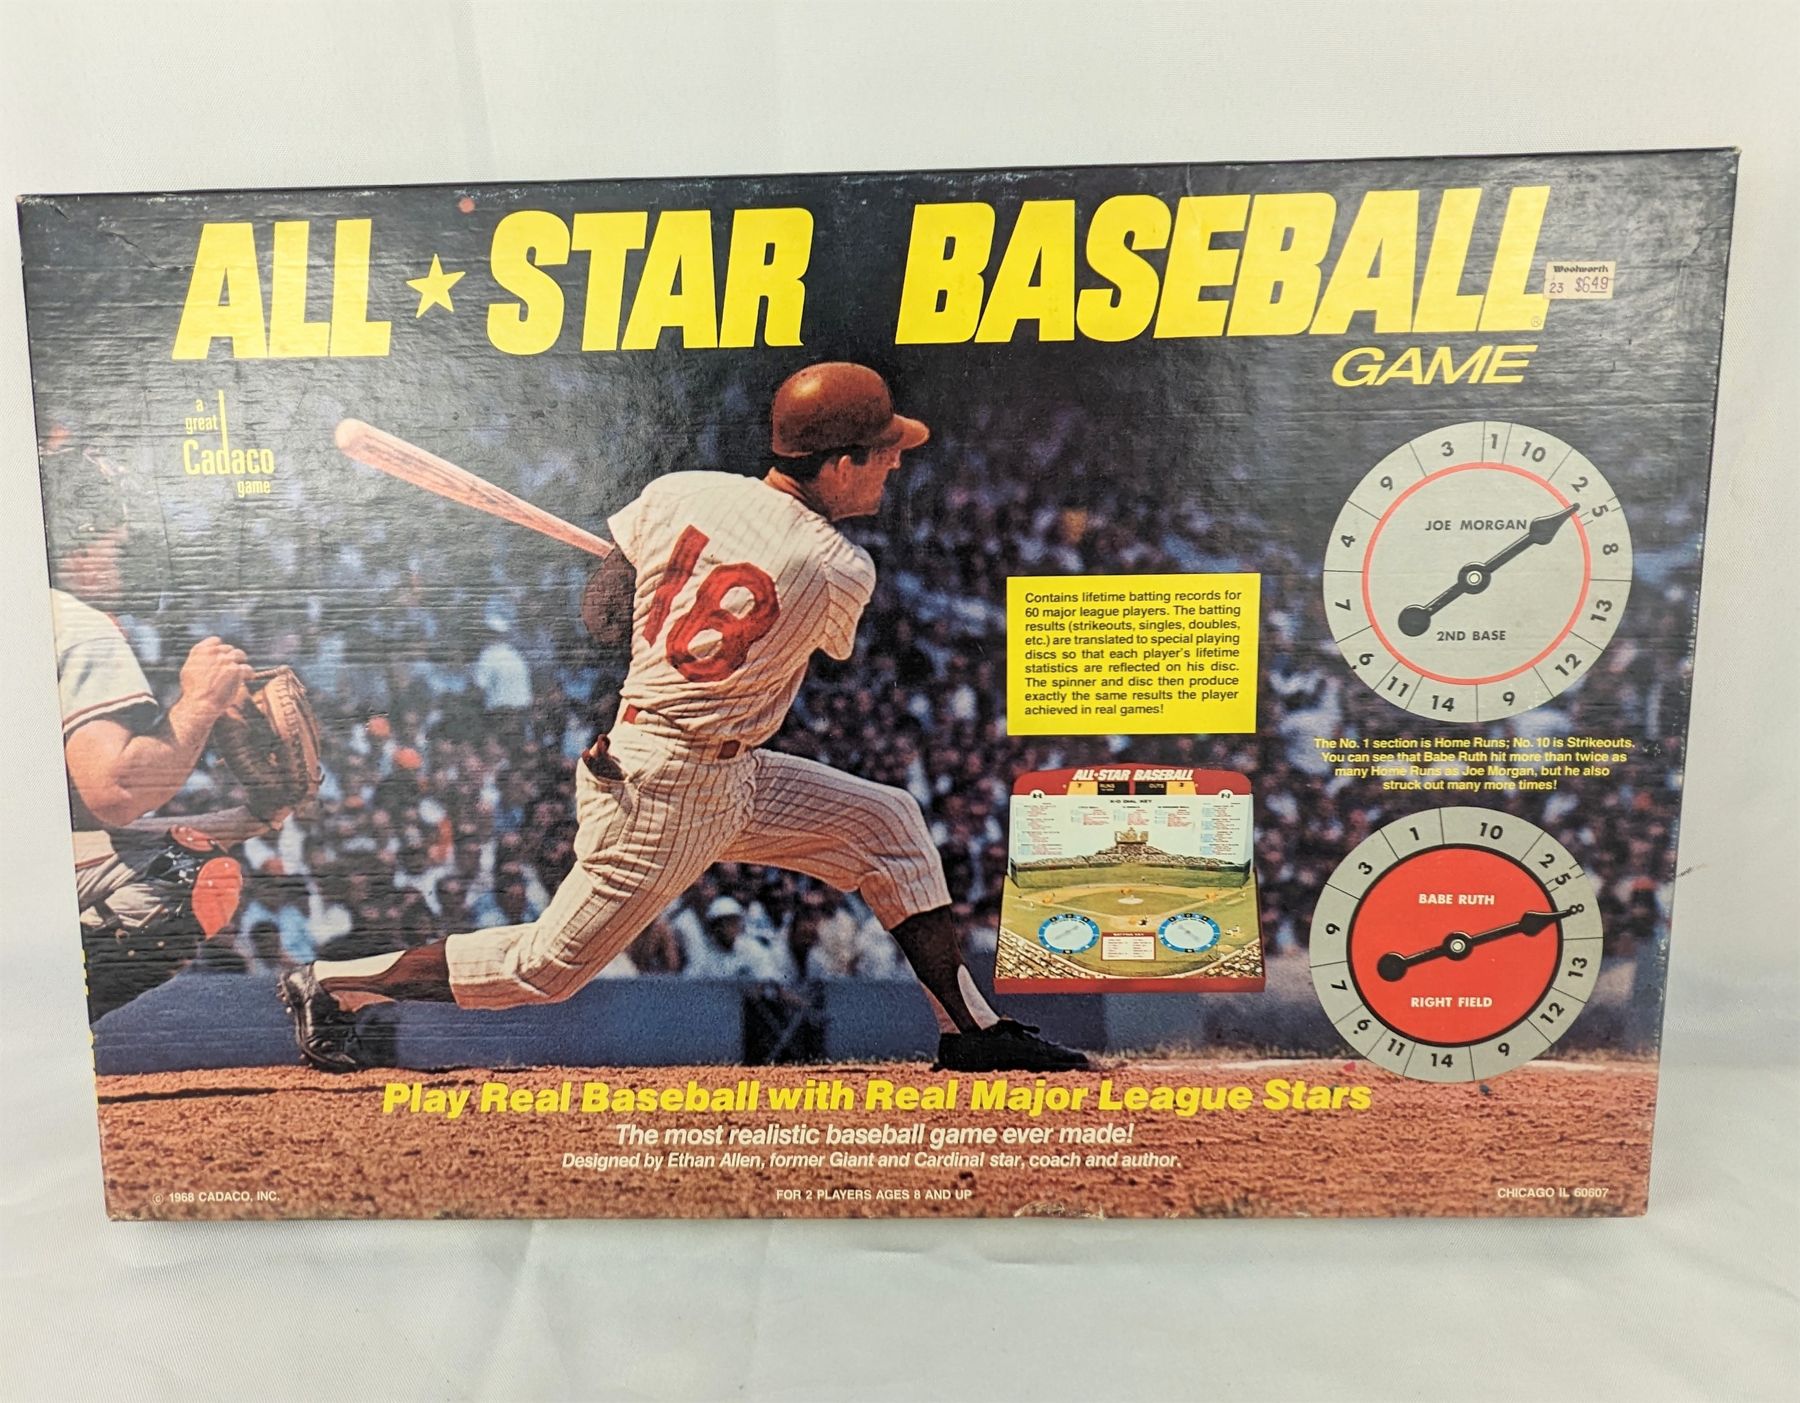 ALL★STAR BASEBALL
®
GAME
Woolworth
23 $6.49
a
great
Cadaco
game
18
Contains lifetime batting records for
60 major league players. The batting
results (strikeouts, singles, doubles,
etc.) are translated to special playing
discs so that each player's lifetime
statistics are reflected on his disc.
The spinner and disc then produce
exactly the same results the player
achieved in real games!
1 10 2 5 8 13 12 9 14 11 6 7 4 9 3
JOE MORGAN
2ND BASE
The No. 1 section is Home Runs; No. 10 is Strikeouts.
You can see that Babe Ruth hit more than twice as
many Home Runs as Joe Morgan, but he also
struck out many more times!
ALL★STAR BASEBALL
RUNS
OUTS
1 10 2 5 8 13 12 9 14 11 6 7 9 3
BABE RUTH
RIGHT FIELD
Play Real Baseball with Real Major League Stars
The most realistic baseball game ever made!
Designed by Ethan Allen, former Giant and Cardinal star, coach and author.
© 1968 CADACO, INC.
FOR 2 PLAYERS AGES 8 AND UP
CHICAGO IL 60607